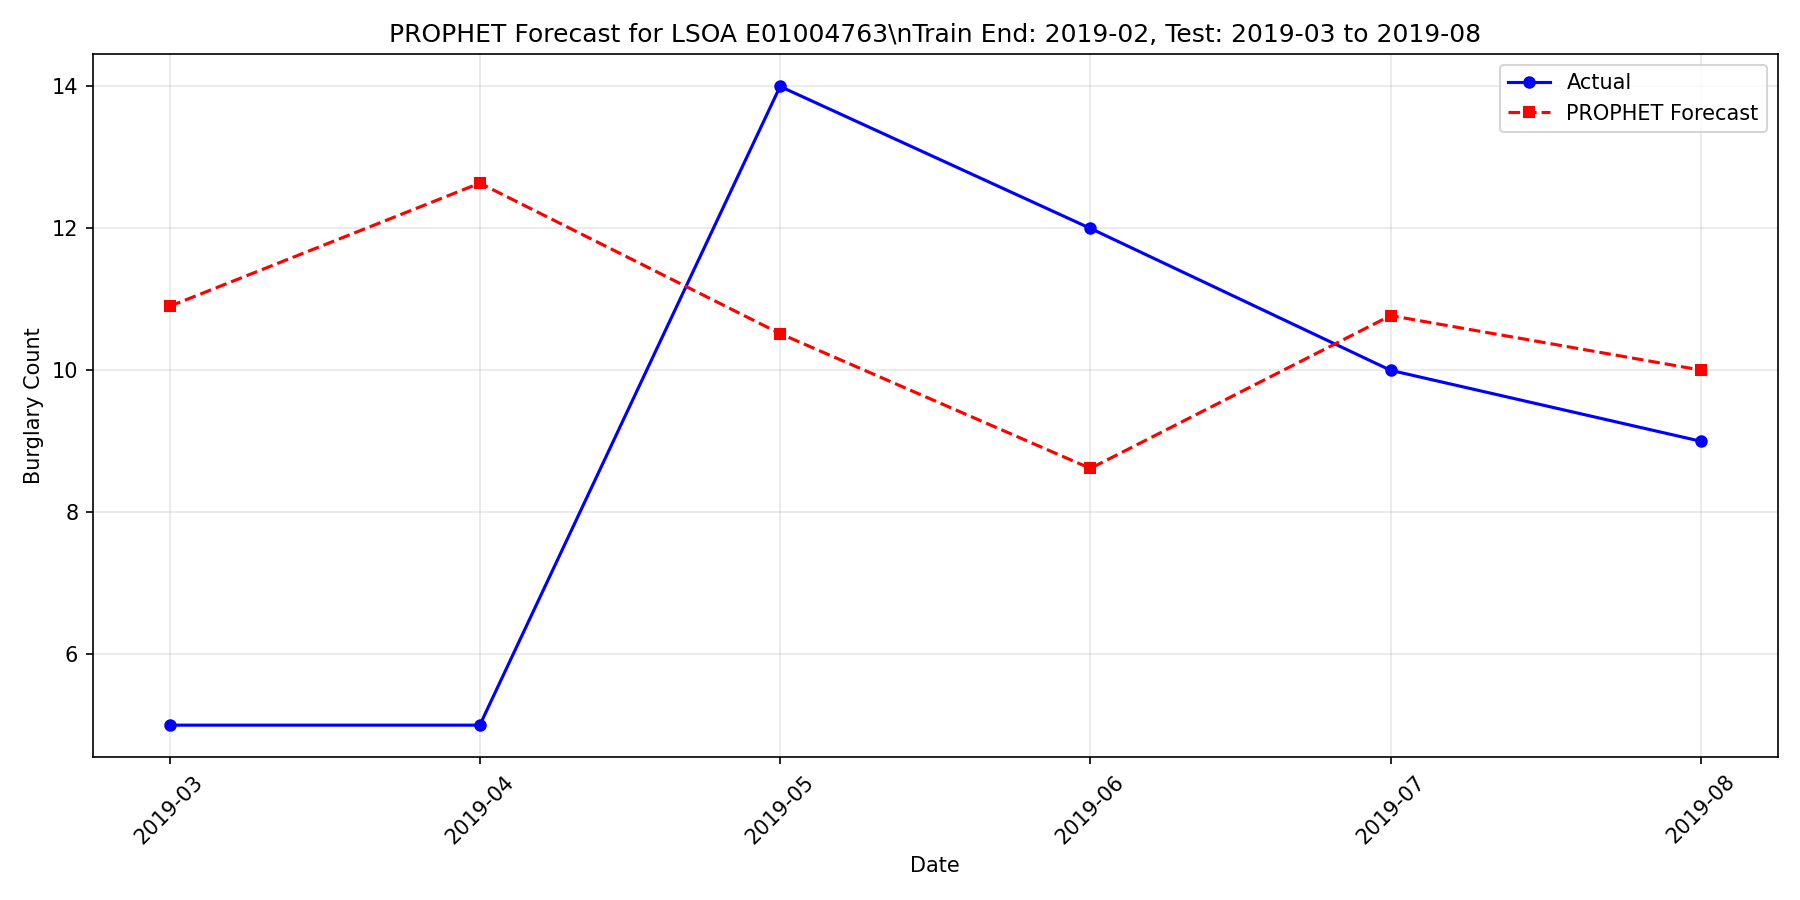 PROPHET Forecast for LSOA E01004763\nTrain End: 2019-02, Test: 2019-03 to 2019-08
Actual
PROPHET Forecast
Burglary Count
14
12
10
8
6
2019-03
2019-04
2019-05
2019-06
2019-07
2019-08
Date